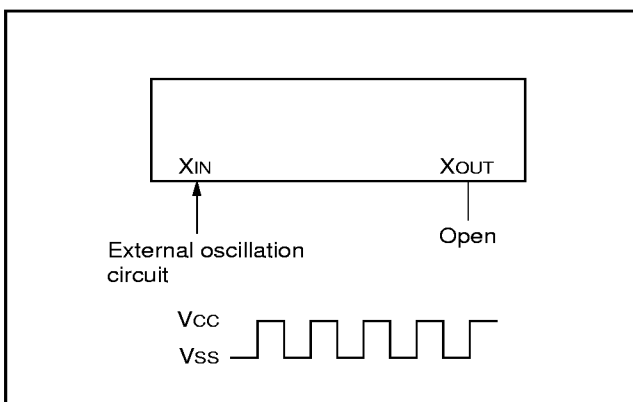 XIN XOUT
External oscillation
circuit
Open
VCC
VSS